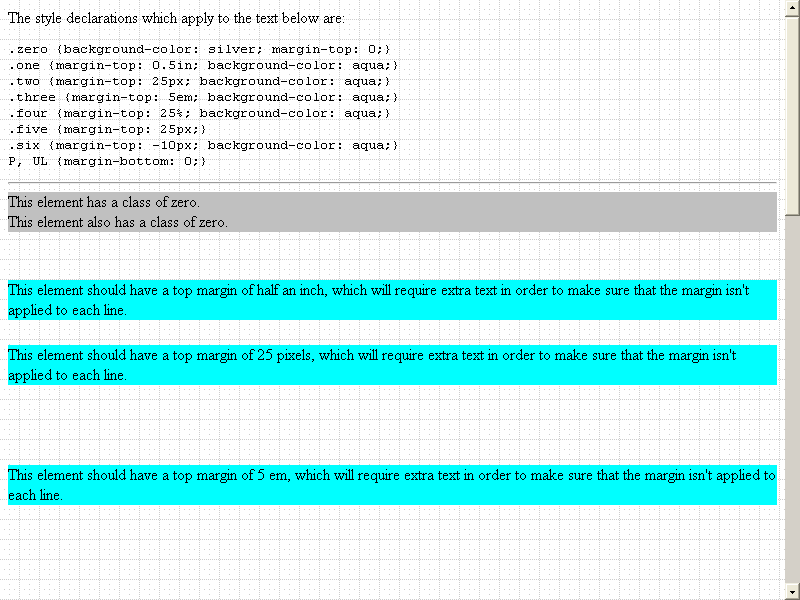 The style declarations which apply to the text below are:
.zero {background-color: silver; margin-top: 0;}
.one {margin-top: 0.5in; background-color: aqua;}
.two {margin-top: 25px; background-color: aqua;}
.three {margin-top: 5em; background-color: aqua;}
.four {margin-top: 25%; background-color: aqua;}
.five {margin-top: 25px;}
.six {margin-top: -10px; background-color: aqua;}
P, UL {margin-bottom: 0;}
This element has a class of zero.
This element also has a class of zero.
This element should have a top margin of half an inch, which will require extra text in order to make sure that the margin isn't
applied to each line.
This element should have a top margin of 25 pixels, which will require extra text in order to make sure that the margin isn't
applied to each line.
This element should have a top margin of 5 em, which will require extra text in order to make sure that the margin isn't applied to
each line.